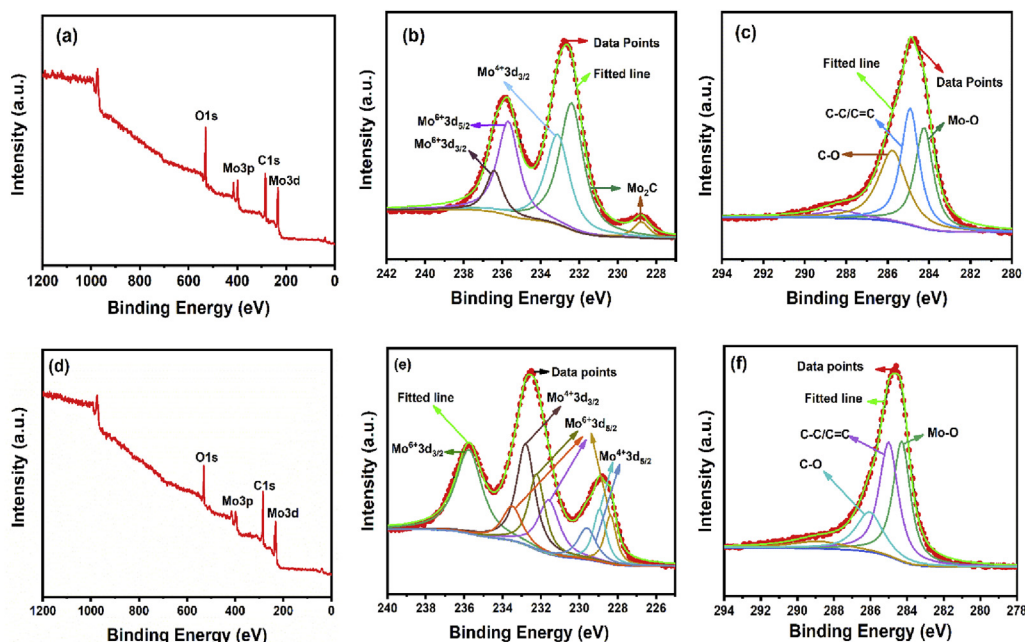 (a)
Intensity (a.u.)
O1s
Mo3p
C1s
Mo3d
1200 1000 800 600 400 200 0
Binding Energy (eV)
(b)
Intensity (a.u.)
Data Points
Mo4+3d3/2
Fitted line
Mo6+3d5/2
Mo6+3d3/2
Mo2C
242 240 238 236 234 232 230 228
Binding Energy (eV)
(c)
Intensity (a.u.)
Fitted line
Data Points
C-C/C=C
Mo-O
C-O
294 292 290 288 286 284 282 280
Binding Energy (eV)
(d)
Intensity (a.u.)
O1s
C1s
Mo3p
Mo3d
1200 1000 800 600 400 200 0
Binding Energy (eV)
(e)
Intensity (a.u.)
Data points
Fitted line
Mo4+3d3/2
Mo6+3d5/2
Mo6+3d3/2
Mo4+3d5/2
240 238 236 234 232 230 228 226
Binding Energy (eV)
(f)
Intensity (a.u.)
Data points
Fitted line
C-C/C=C
Mo-O
C-O
294 292 290 288 286 284 282 280 278
Binding Energy (eV)